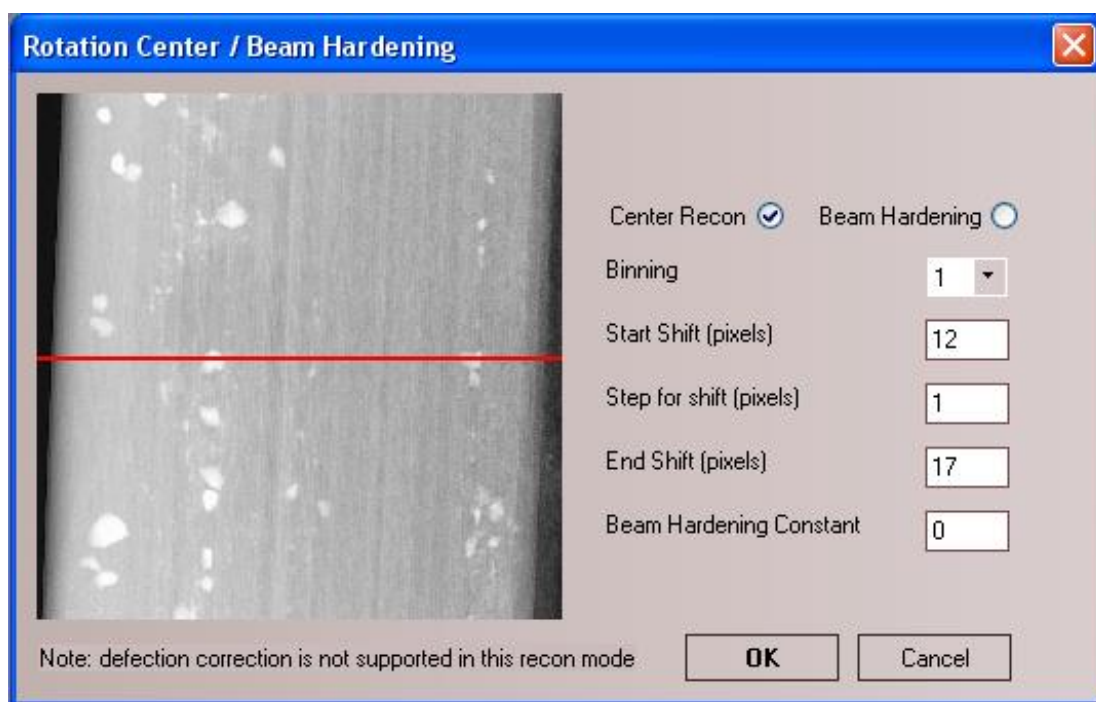 Rotation Center / Beam Hardening
Center Recon Beam Hardening
Binning 1
Start Shift (pixels) 12
Step for shift (pixels) 1
End Shift (pixels) 17
Beam Hardening Constant 0
Note: defection correction is not supported in this recon mode OK Cancel